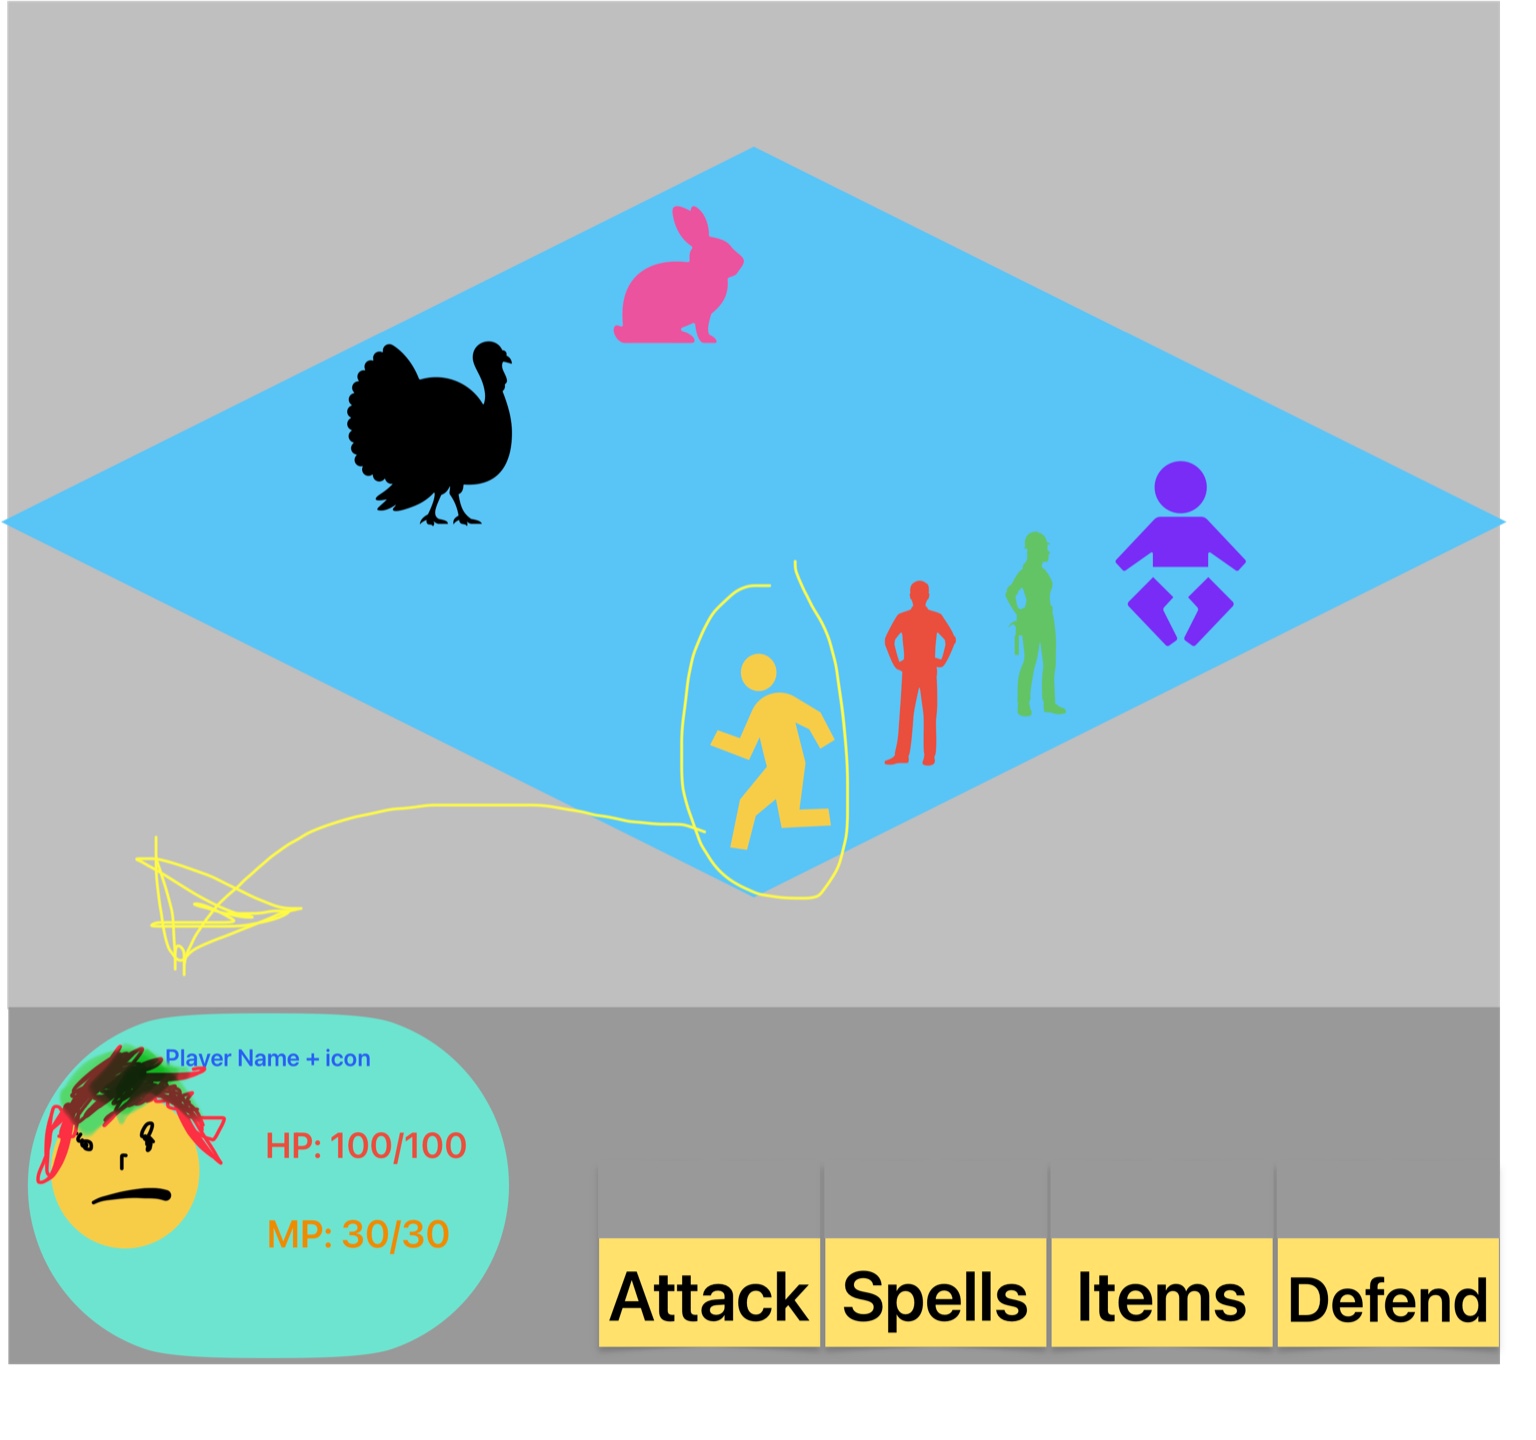 Player Name + icon
HP: 100/100
MP: 30/30
Attack
Spells
Items
Defend